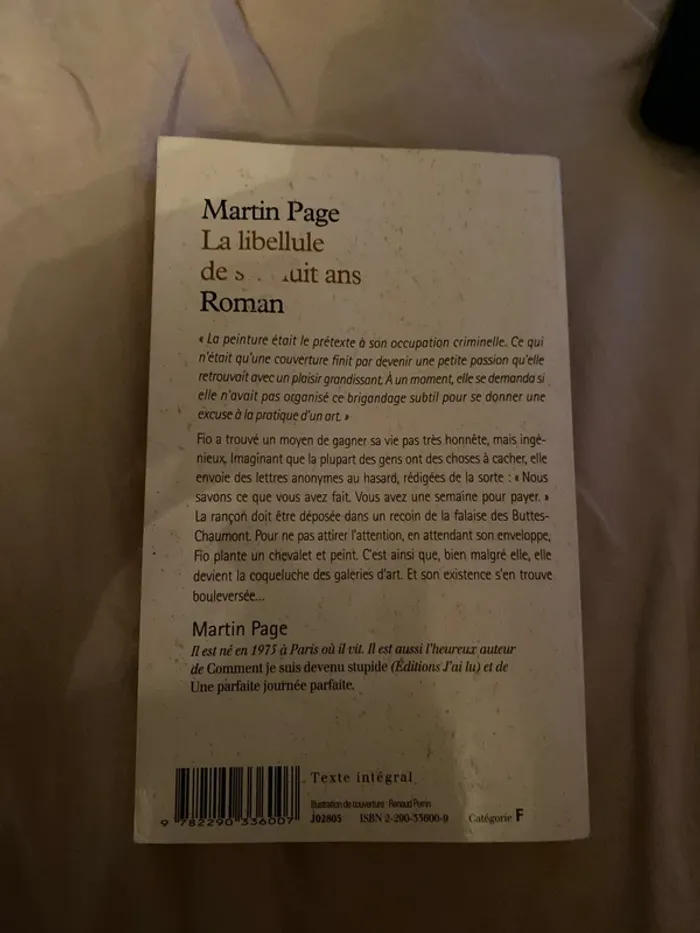 Martin Page
La libellule
de uit ans
Roman
« La peinture était le prétexte à son occupation criminelle. Ce qui
n'était qu'une couverture finit par devenir une petite passion qu'elle
retrouvait avec un plaisir grandissant. À un moment, elle se demanda si
elle n'avait pas organisé ce brigandage subtil pour se donner une
excuse à la pratique d'un art. »
Fio a trouvé un moyen de gagner sa vie pas très honnête, mais ingé-
nieux. Imaginant que la plupart des gens ont des choses à cacher, elle
envoie des lettres anonymes au hasard, rédigées de la sorte : « Nous
savons ce que vous avez fait. Vous avez une semaine pour payer. »
La rançon doit être déposée dans un recoin de la falaise des Buttes-
Chaumont. Pour ne pas attirer l'attention, en attendant son enveloppe,
Fio plante un chevalet et peint. C'est ainsi que, bien malgré elle, elle
devient la coqueluche des galeries d'art. Et son existence s'en trouve
bouleversée...
Martin Page
Il est né en 1975 à Paris où il vit. Il est aussi l'heureux auteur
de Comment je suis devenu stupide (Éditions J'ai lu) et de
Une parfaite journée parfaite.
Texte intégral
Illustration de couverture : Renaud Perrin
J02805 ISBN 2-290-33600-9 Catégorie F
9 782290 336007